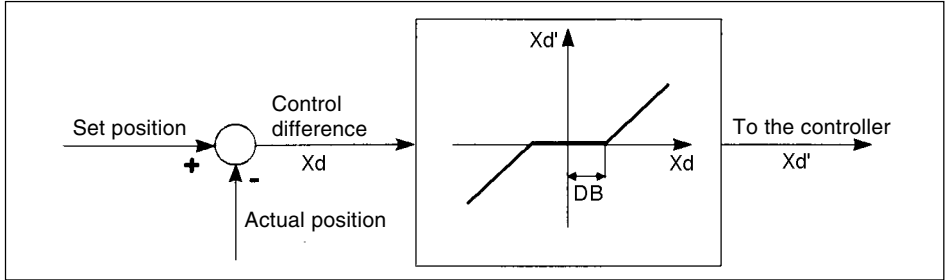 Xd'
Control
difference
Set position
To the controller
+
Xd
Xd
Xd'
-
DB
Actual position